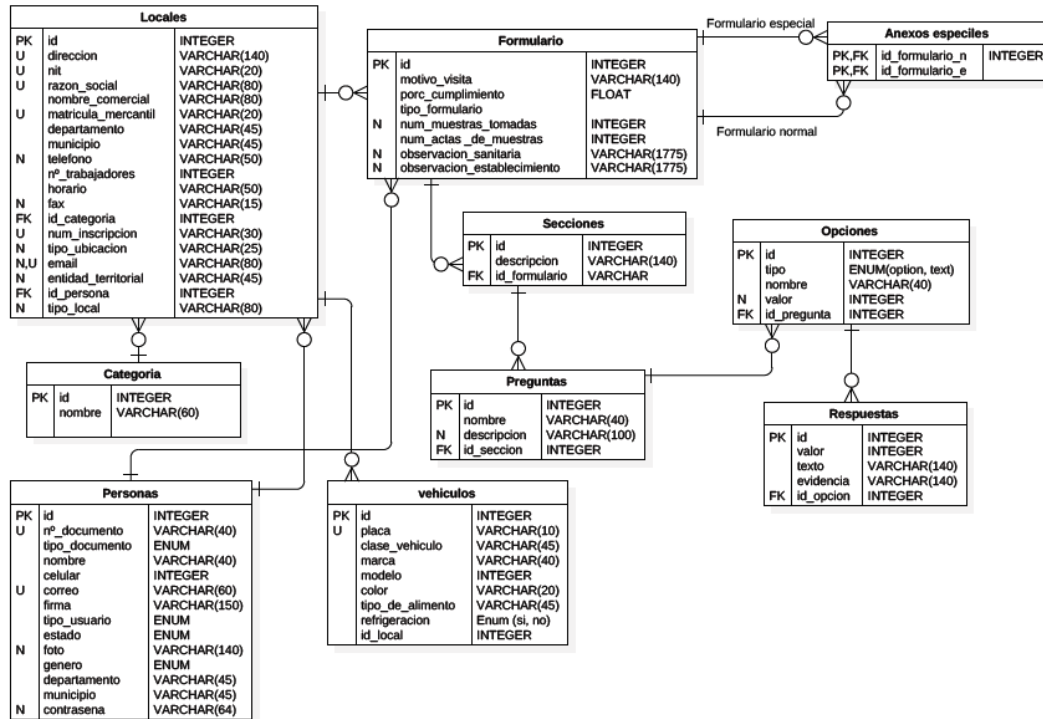 Locales
PK id INTEGER
U direccion VARCHAR(140)
U nit VARCHAR(20)
U razon_social VARCHAR(80)
nombre_comercial VARCHAR(80)
U matricula_mercantil VARCHAR(20)
departamento VARCHAR(45)
municipio VARCHAR(45)
N telefono VARCHAR(50)
nº_trabajadores INTEGER
horario VARCHAR(50)
N fax VARCHAR(15)
FK id_categoria INTEGER
U num_inscripcion VARCHAR(30)
N tipo_ubicacion VARCHAR(25)
N,U email VARCHAR(80)
N entidad_territorial VARCHAR(45)
FK id_persona INTEGER
N tipo_local VARCHAR(80)
Formulario
PK id INTEGER
motivo_visita VARCHAR(140)
porc_cumplimiento FLOAT
tipo_formulario
N num_muestras_tomadas INTEGER
num_actas _de_muestras INTEGER
N observacion_sanitaria VARCHAR(1775)
N observacion_establecimiento VARCHAR(1775)
Formulario especial
Formulario normal
Anexos especiles
PK,FK id_formulario_n INTEGER
PK,FK id_formulario_e
Secciones
PK id INTEGER
descripcion VARCHAR(140)
FK id_formulario VARCHAR
Opciones
PK id INTEGER
tipo ENUM(option, text)
nombre VARCHAR(40)
N valor INTEGER
FK id_pregunta INTEGER
Categoria
PK id INTEGER
nombre VARCHAR(60)
Preguntas
PK id INTEGER
nombre VARCHAR(40)
N descripcion VARCHAR(100)
FK id_seccion INTEGER
Respuestas
PK id INTEGER
valor INTEGER
texto VARCHAR(140)
evidencia VARCHAR(140)
FK id_opcion INTEGER
Personas
PK id INTEGER
U nº_documento VARCHAR(40)
tipo_documento ENUM
nombre VARCHAR(40)
celular INTEGER
U correo VARCHAR(60)
firma VARCHAR(150)
tipo_usuario ENUM
estado ENUM
N foto VARCHAR(140)
genero ENUM
departamento VARCHAR(45)
municipio VARCHAR(45)
N contrasena VARCHAR(64)
vehiculos
PK id INTEGER
U placa VARCHAR(10)
clase_vehiculo VARCHAR(45)
marca VARCHAR(40)
modelo INTEGER
color VARCHAR(20)
tipo_de_alimento VARCHAR(45)
refrigeracion Enum (si, no)
id_local INTEGER